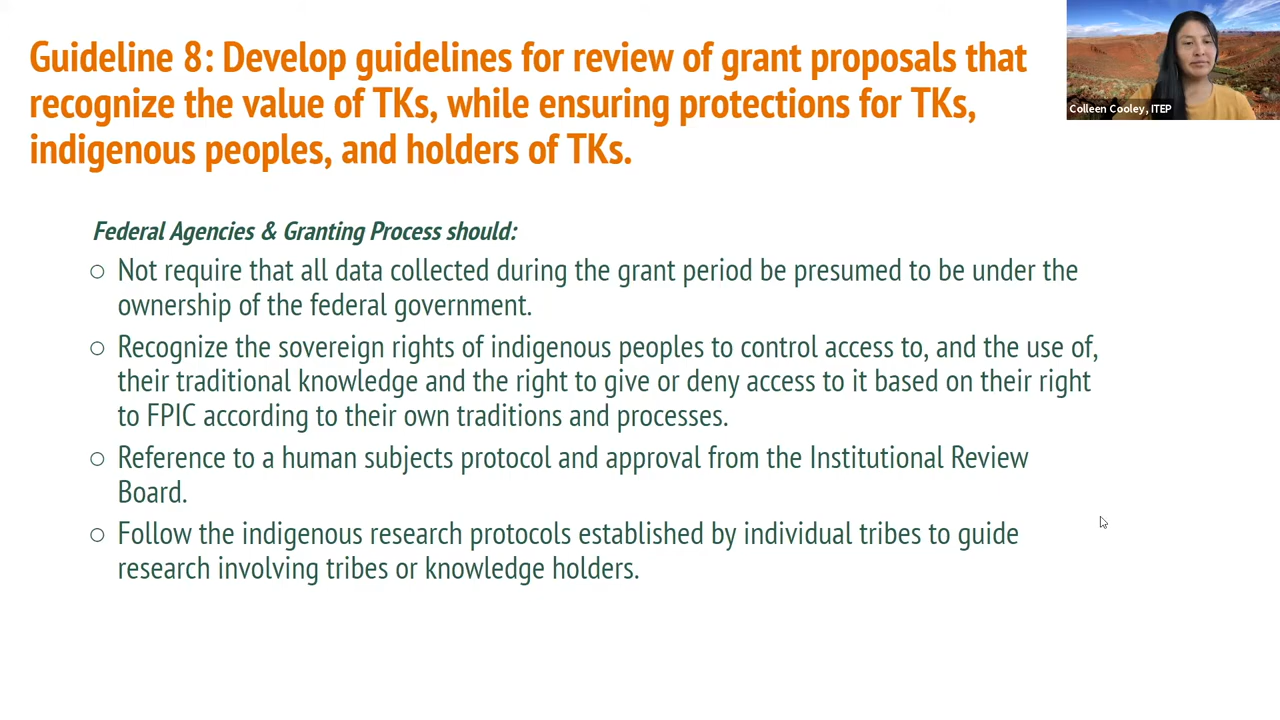 Guideline 8: Develop guidelines for review of grant proposals that
recognize the value of TKs, while ensuring protections for TKs,
indigenous peoples, and holders of TKs.
Colleen Cooley, ITEP
Federal Agencies & Granting Process should:
○ Not require that all data collected during the grant period be presumed to be under the
ownership of the federal government.
○ Recognize the sovereign rights of indigenous peoples to control access to, and the use of,
their traditional knowledge and the right to give or deny access to it based on their right
to FPIC according to their own traditions and processes.
○ Reference to a human subjects protocol and approval from the Institutional Review
Board.
○ Follow the indigenous research protocols established by individual tribes to guide
research involving tribes or knowledge holders.